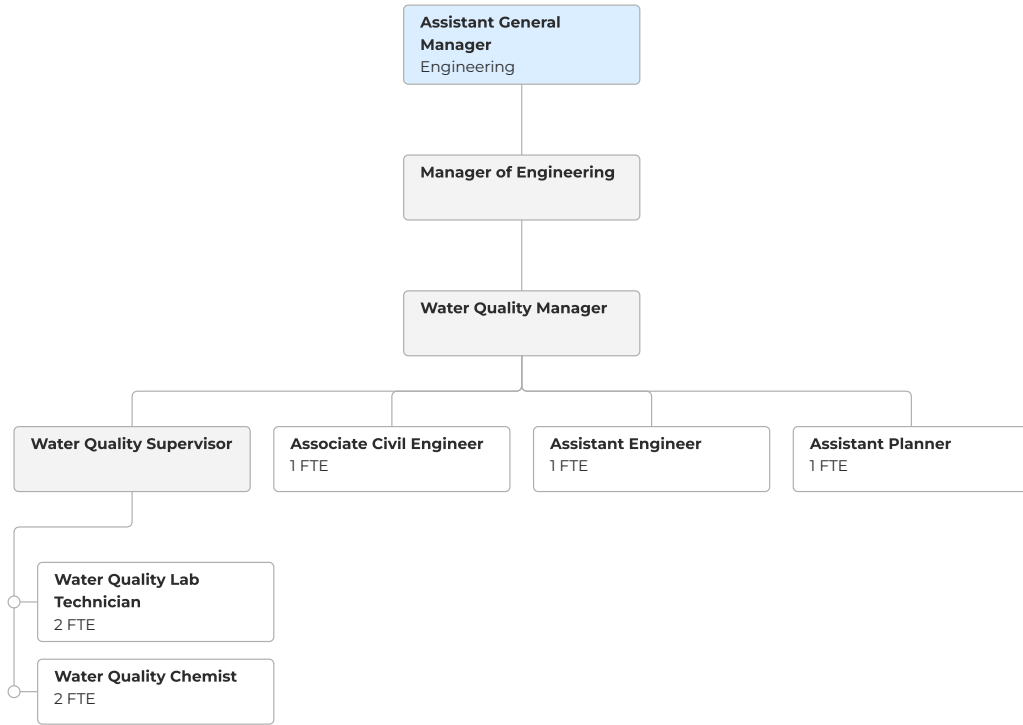 Assistant General
Manager
Engineering
Manager of Engineering
Water Quality Manager
Water Quality Supervisor
Associate Civil Engineer
1 FTE
Assistant Engineer
1 FTE
Assistant Planner
1 FTE
Water Quality Lab
Technician
2 FTE
Water Quality Chemist
2 FTE